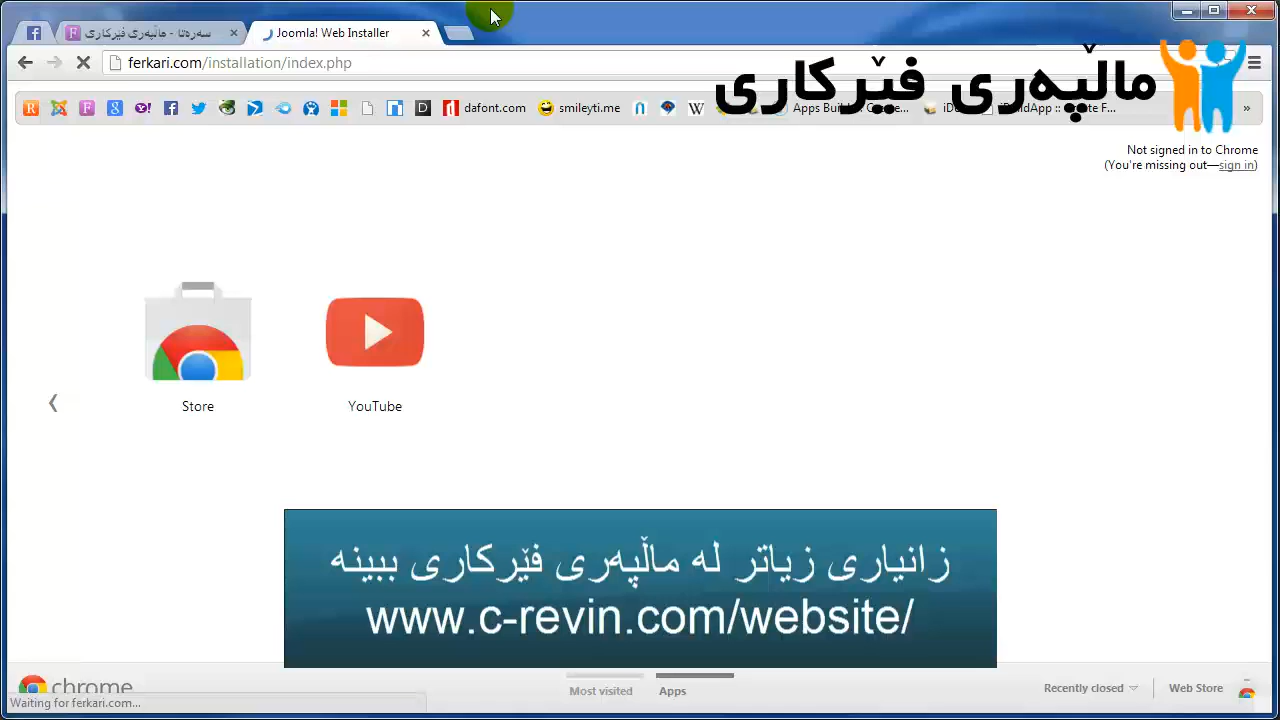 سەرەتا - ماڵپەری فێرکاری
Joomla! Web Installer
ferkari.com/installation/index.php
ماڵپەڕی فێرکاری
dafont.com
smileyti.me
Not signed in to Chrome
(You're missing out—sign in)
Store
YouTube
زانیاری زیاتر لە ماڵپەری فێرکاری ببینە
www.c-revin.com/website/
chrome
Most visited
Apps
Recently closed
Web Store
Waiting for ferkari.com...